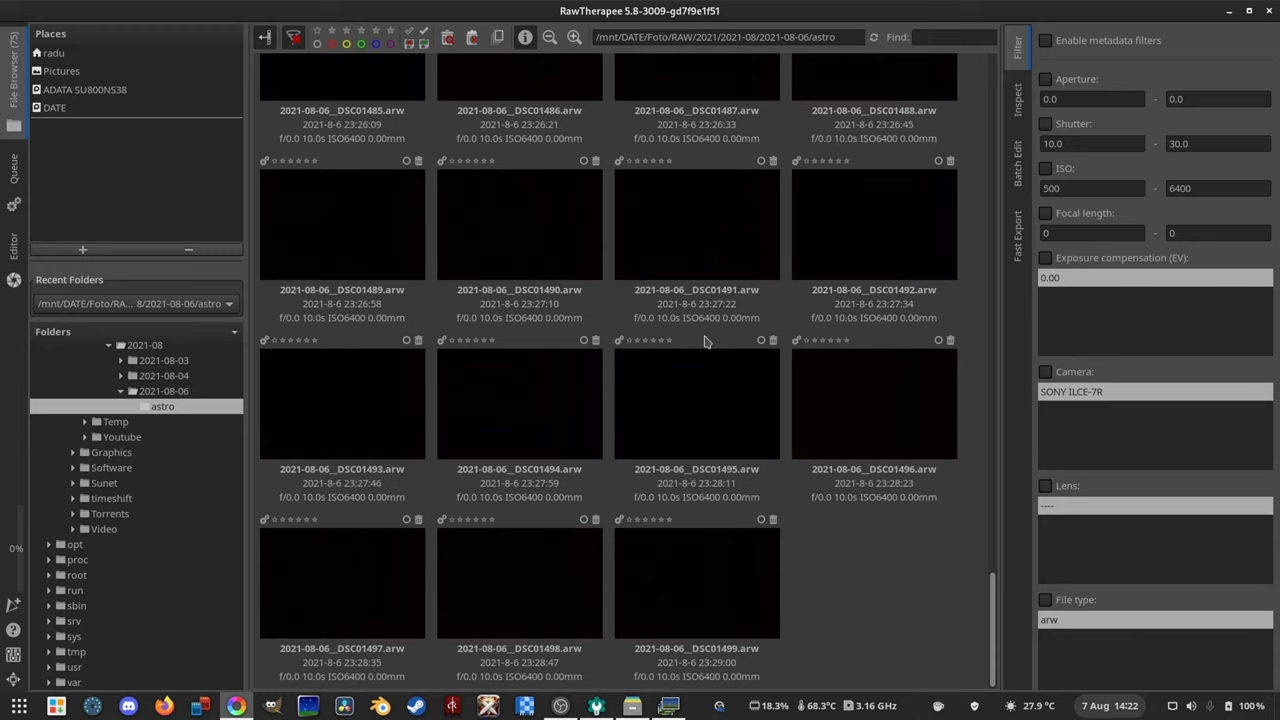 RawTherapee 5.8-3009-gd7f9e1f51
File Browser (75)
Queue
Editor
0%
Places
radu
Pictures
ADATA SU800NS38
DATE
Recent Folders
/mnt/DATE/Foto/RA... 8/2021-08-06/astro
Folders
2021-08
2021-08-03
2021-08-04
2021-08-06
astro
Temp
Youtube
Graphics
Software
Sunet
timeshift
Torrents
Video
opt
proc
root
run
sbin
srv
sys
tmp
usr
var
/mnt/DATE/Foto/RAW/2021/2021-08/2021-08-06/astro
Find:
2021-08-06__DSC01485.arw
2021-8-6 23:26:09
f/0.0 10.0s ISO6400 0.00mm
2021-08-06__DSC01486.arw
2021-8-6 23:26:21
f/0.0 10.0s ISO6400 0.00mm
2021-08-06__DSC01487.arw
2021-8-6 23:26:33
f/0.0 10.0s ISO6400 0.00mm
2021-08-06__DSC01488.arw
2021-8-6 23:26:45
f/0.0 10.0s ISO6400 0.00mm
2021-08-06__DSC01489.arw
2021-8-6 23:26:58
f/0.0 10.0s ISO6400 0.00mm
2021-08-06__DSC01490.arw
2021-8-6 23:27:10
f/0.0 10.0s ISO6400 0.00mm
2021-08-06__DSC01491.arw
2021-8-6 23:27:22
f/0.0 10.0s ISO6400 0.00mm
2021-08-06__DSC01492.arw
2021-8-6 23:27:34
f/0.0 10.0s ISO6400 0.00mm
2021-08-06__DSC01493.arw
2021-8-6 23:27:46
f/0.0 10.0s ISO6400 0.00mm
2021-08-06__DSC01494.arw
2021-8-6 23:27:59
f/0.0 10.0s ISO6400 0.00mm
2021-08-06__DSC01495.arw
2021-8-6 23:28:11
f/0.0 10.0s ISO6400 0.00mm
2021-08-06__DSC01496.arw
2021-8-6 23:28:23
f/0.0 10.0s ISO6400 0.00mm
2021-08-06__DSC01497.arw
2021-8-6 23:28:35
f/0.0 10.0s ISO6400 0.00mm
2021-08-06__DSC01498.arw
2021-8-6 23:28:47
f/0.0 10.0s ISO6400 0.00mm
2021-08-06__DSC01499.arw
2021-8-6 23:29:00
f/0.0 10.0s ISO6400 0.00mm
Filter
Inspect
Batch Edit
Fast Export
Enable metadata filters
Aperture:
0.0 - 0.0
Shutter:
10.0 - 30.0
ISO:
500 - 6400
Focal length:
0 - 0
Exposure compensation (EV):
0.00
Camera:
SONY ILCE-7R
Lens:
----
File type:
arw
18.3% 68.3°C 3.16 GHz 27.9 °C 7 Aug 14:22 100%